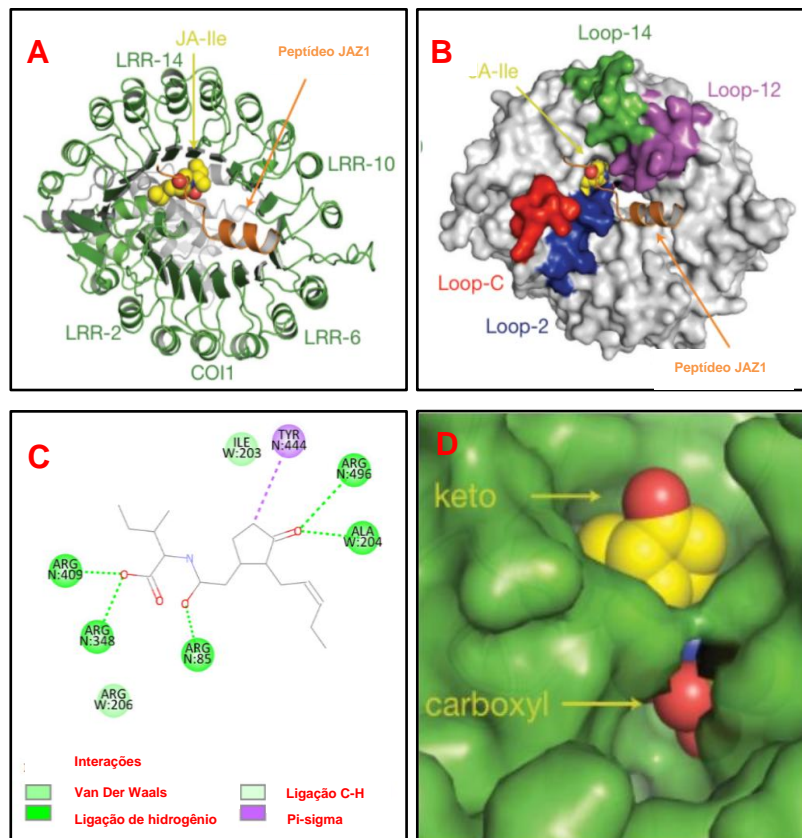 A
JA-Ile
Peptídeo JAZ1
LRR-14
LRR-10
LRR-2
LRR-6
COI1
B
Loop-14
JA-Ile
Loop-12
Loop-C
Loop-2
Peptídeo JAZ1
C
ILE
W:203
TYR
N:444
ARG
N:496
ALA
W:204
ARG
N:409
ARG
N:348
ARG
N:85
ARG
W:206
N
O
O
O
O
Interações
Van Der Waals
Ligação C-H
Ligação de hidrogênio
Pi-sigma
D
keto
carboxyl